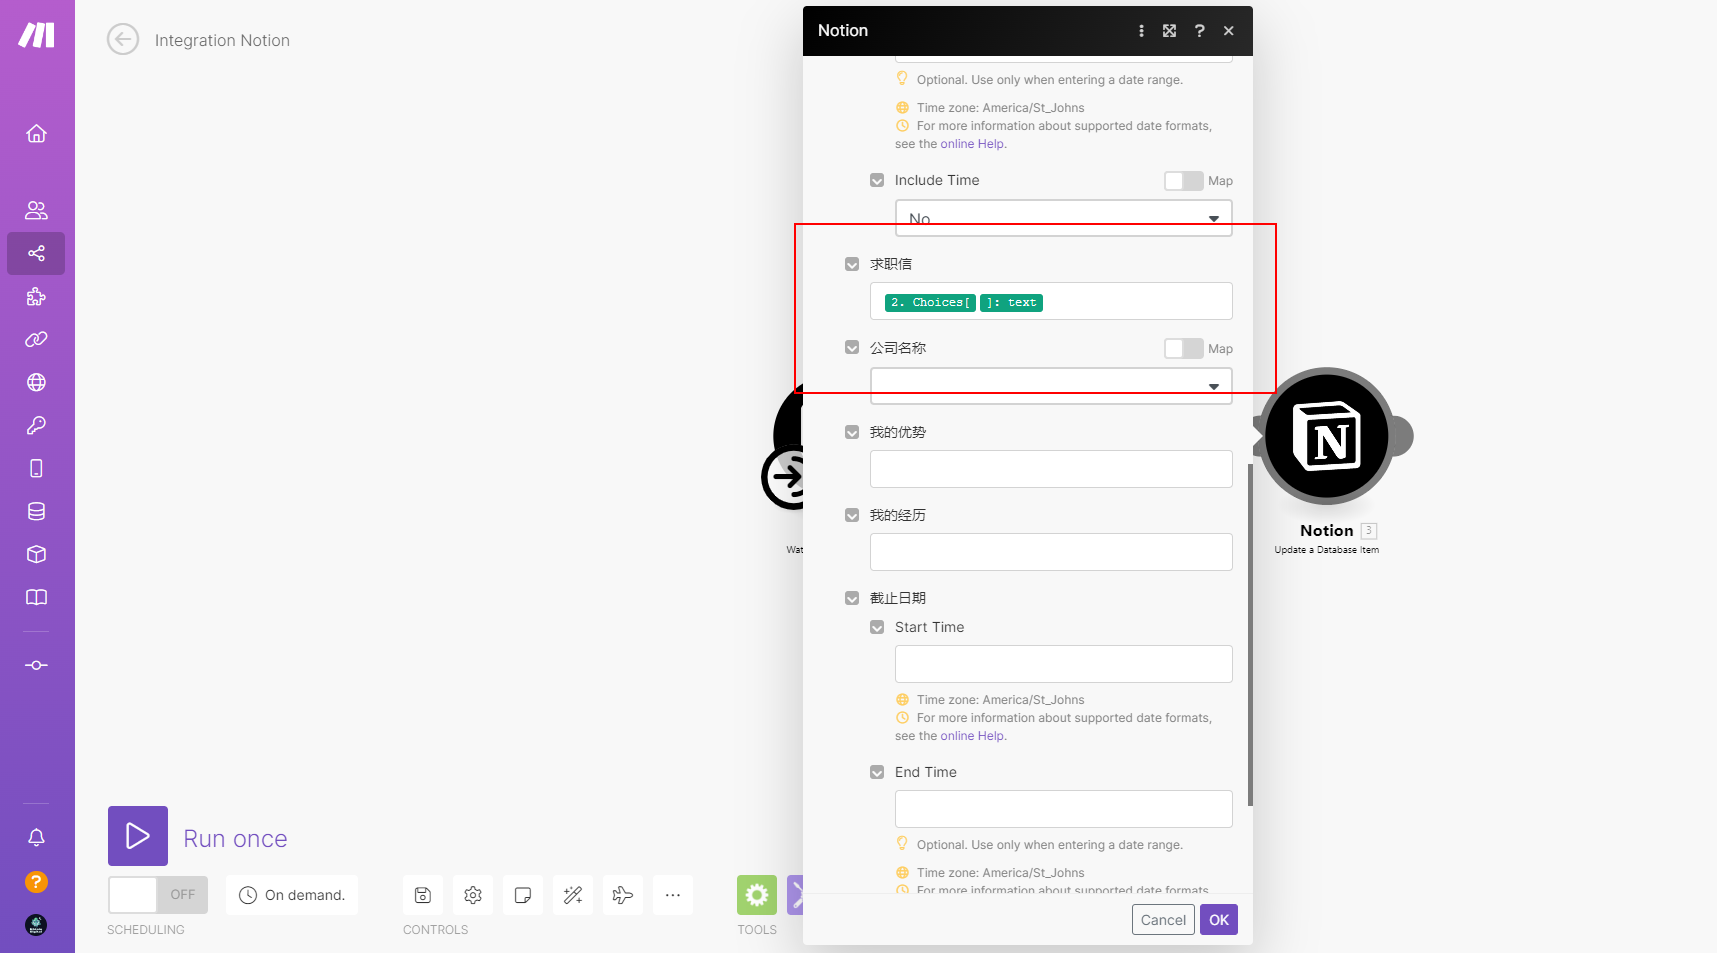 Integration Notion
Notion
Optional. Use only when entering a date range.
Time zone: America/St_Johns
For more information about supported date formats,
see the online Help.
Include Time
Map
No
求职信
2. Choices[ ]: text
公司名称
Map
我的优势
我的经历
截止日期
Start Time
Time zone: America/St_Johns
For more information about supported date formats,
see the online Help.
End Time
Optional. Use only when entering a date range.
Time zone: America/St_Johns
For more information about supported date formats
Cancel
OK
Wat
Notion 3
Update a Database Item
Run once
OFF
On demand.
SCHEDULING
CONTROLS
TOOLS